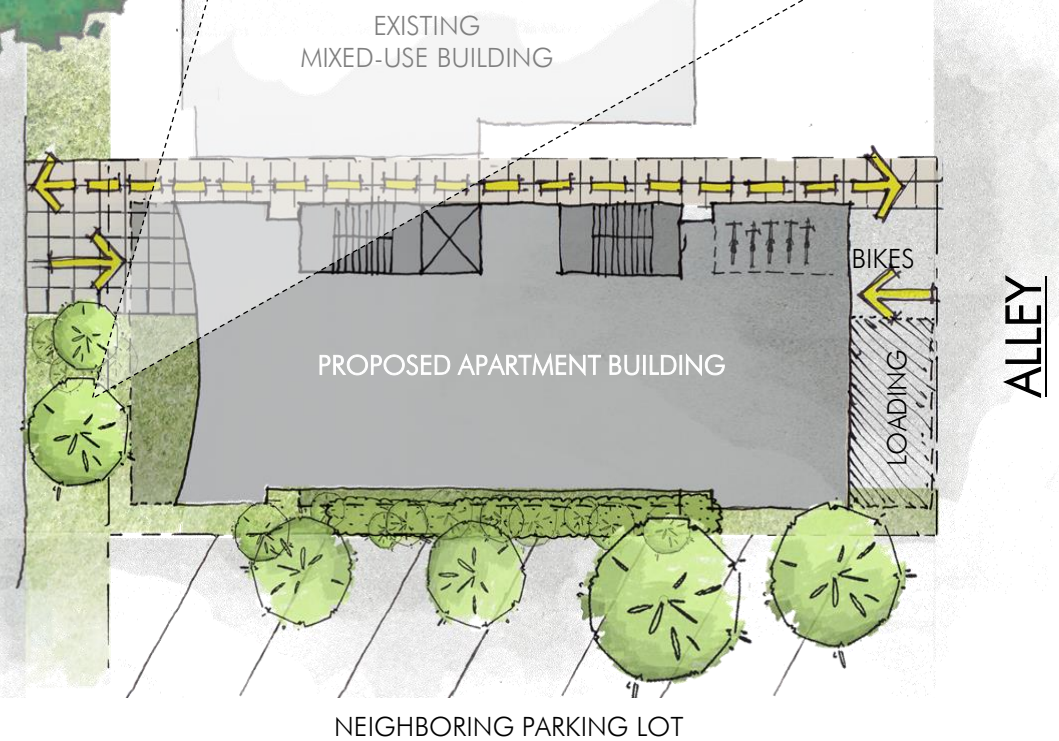 EXISTING
MIXED-USE BUILDING
BIKES
PROPOSED APARTMENT BUILDING
LOADING
ALLEY
NEIGHBORING PARKING LOT